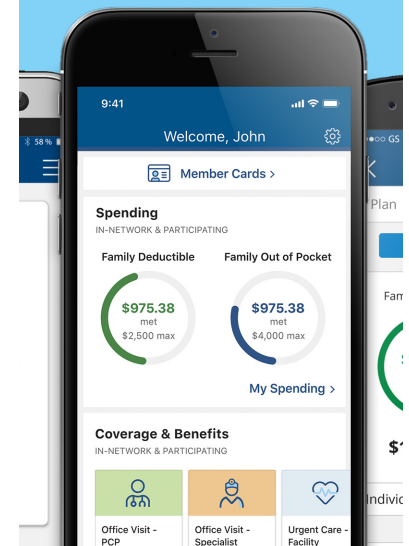 58%
9:41
GS
Welcome, John
Member Cards >
Plan
Spending
IN-NETWORK & PARTICIPATING
Family Deductible
Family Out of Pocket
$975.38
met
$2,500 max
$975.38
met
$4,000 max
My Spending >
Coverage & Benefits
IN-NETWORK & PARTICIPATING
Office Visit -
PCP
Office Visit -
Specialist
Urgent Care -
Facility